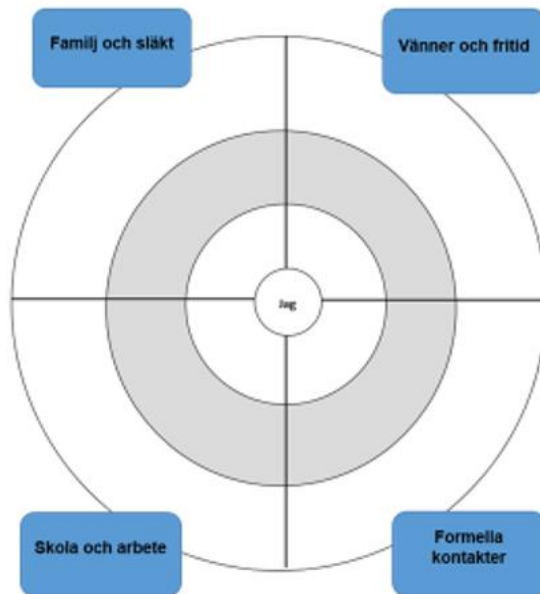 Familj och släkt
Vänner och fritid
Jag
Skola och arbete
Formella
kontakter